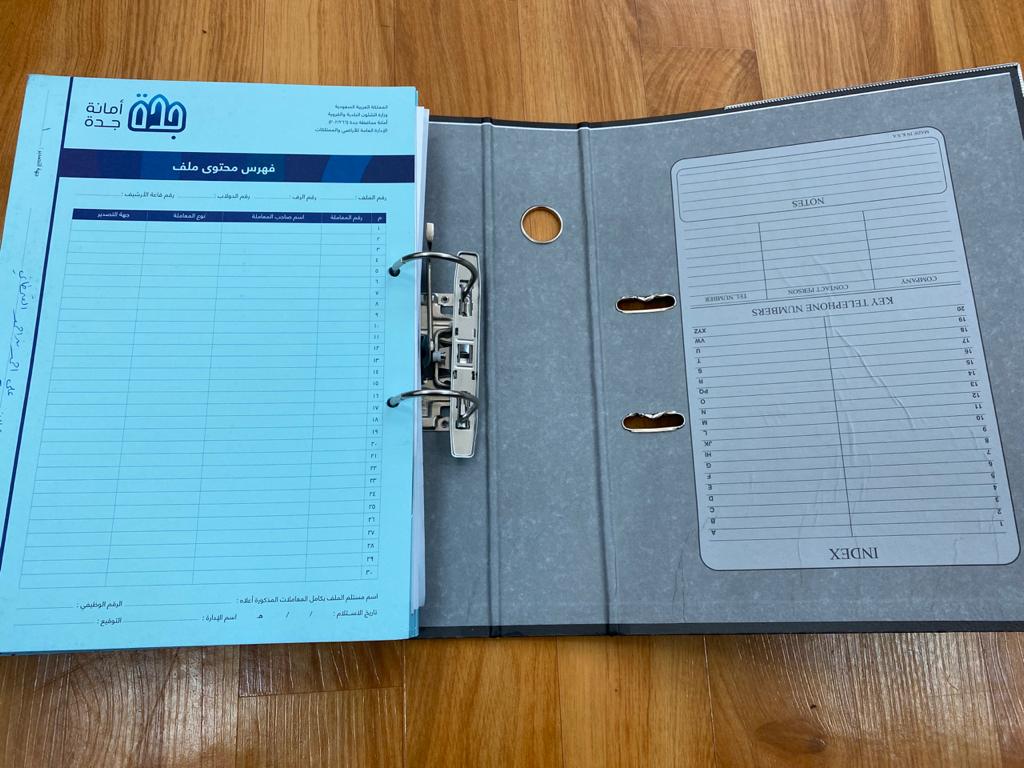 أمانة
جدة
جدة
المملكة العربية السعودية
وزارة الشئون البلدية والقروية
أمانة محافظة جدة
الإدارة العامة للأراضي والممتلكات
فهرس محتوى ملف
رقم الملف : رقم الرف : رقم الدولاب : رقم قاعة الأرشيف :
م رقم المعاملة اسم صاحب المعاملة نوع المعاملة جهة التصدير
١
٢
٣
٤
٥
٦
٧
٨
٩
١٠
١١
١٢
١٣
١٤
١٥
١٦
١٧
١٨
١٩
٢٠
٢١
٢٢
٢٣
٢٤
٢٥
٢٦
٢٧
٢٨
٢٩
٣٠
اسم مستلم الملف بكامل المعاملات المذكورة أعلاه : الرقم الوظيفي :
تاريخ الاستلام : / / هـ اسم الإدارة : التوقيع :
INDEX
1 A
2 B
3 C
4 D
5 E
6 F
7 G
8 HI
9 JK
10 L
11 M
12 N
13 O
14 PQ
15 R
16 S
17 T
18 U
19 VW
20 XYZ
KEY TELEPHONE NUMBERS
COMPANY CONTACT PERSON TEL NUMBER
NOTES
MADE IN K.S.A